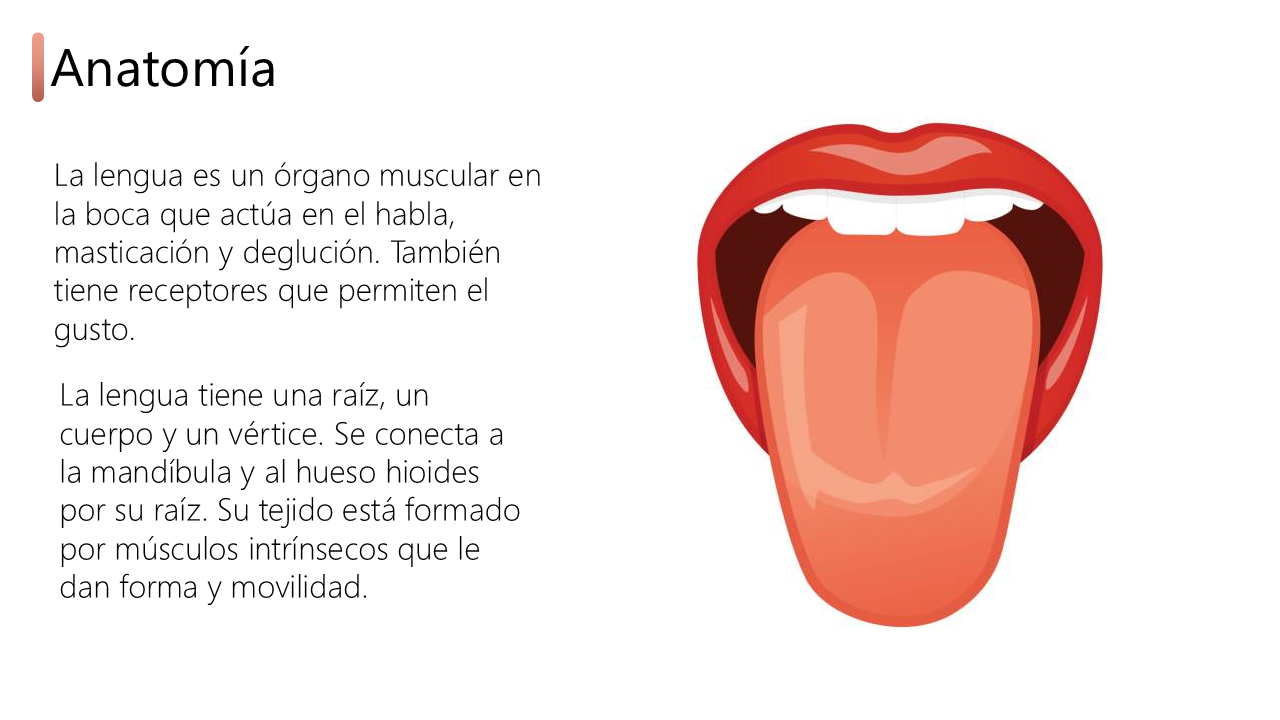 Anatomía
La lengua es un órgano muscular en
la boca que actúa en el habla,
masticación y deglución. También
tiene receptores que permiten el
gusto.
La lengua tiene una raíz, un
cuerpo y un vértice. Se conecta a
la mandíbula y al hueso hioides
por su raíz. Su tejido está formado
por músculos intrínsecos que le
dan forma y movilidad.